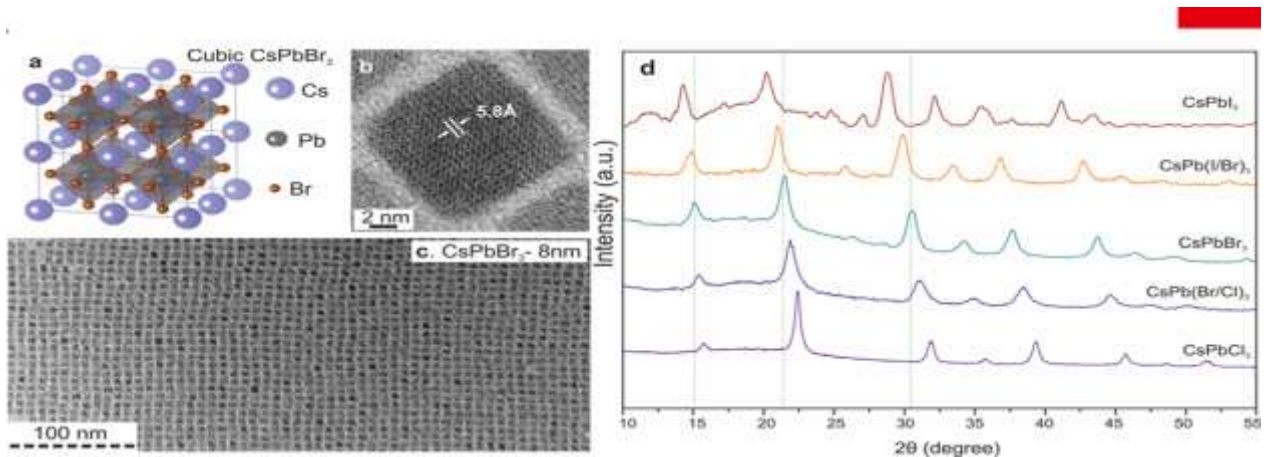 a
Cubic CsPbBr₃
Cs
Pb
Br
b
5.8Å
2 nm
c. CsPbBr₃- 8nm
100 nm
d
CsPbI₃
CsPb(I/Br)₃
CsPbBr₃
CsPb(Br/Cl)₃
CsPbCl₃
Intensity (a.u.)
10 15 20 25 30 35 40 45 50 55
2θ (degree)